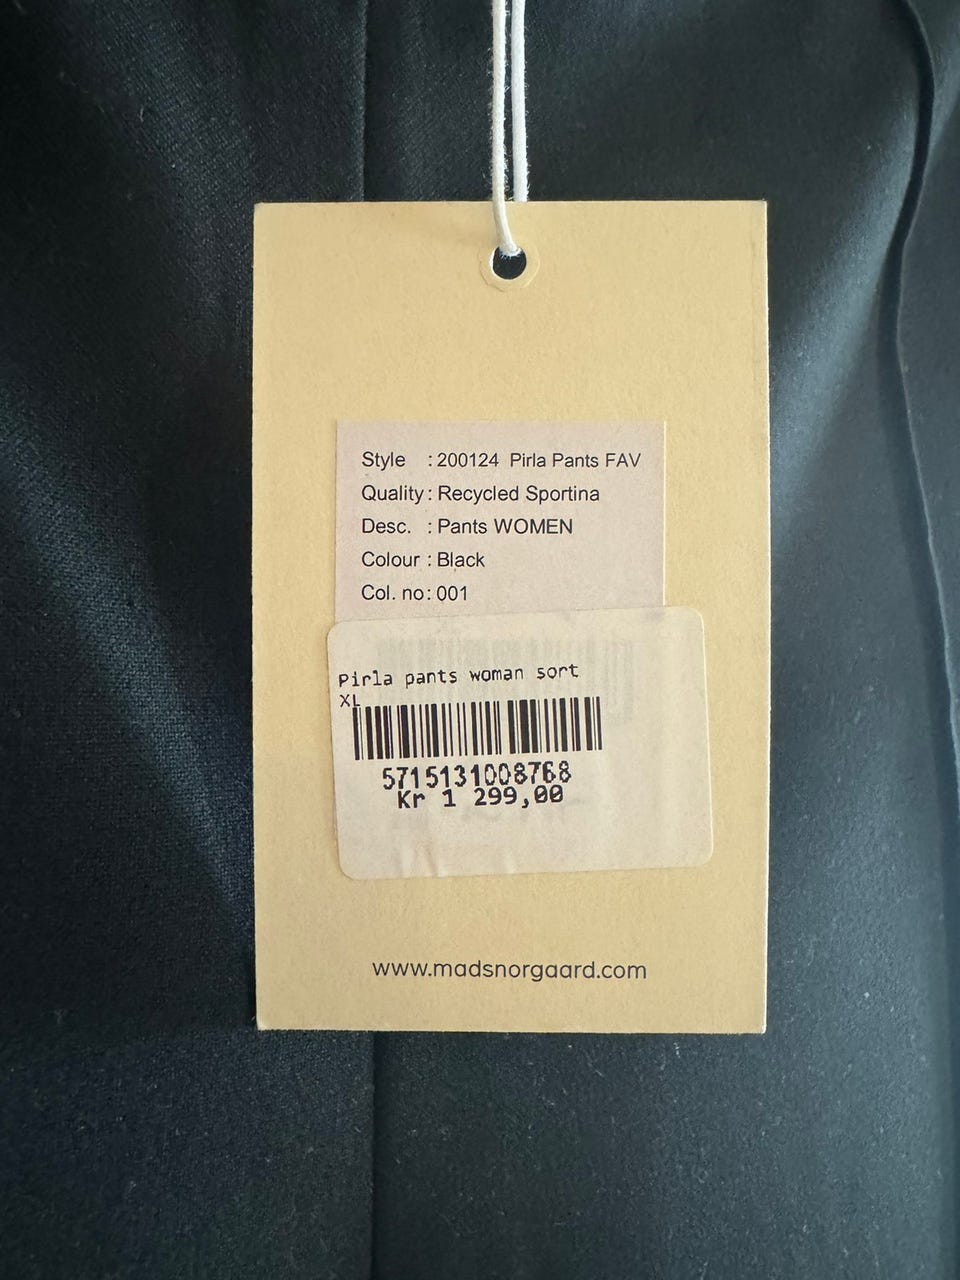 Style : 200124 Pirla Pants FAV
Quality : Recycled Sportina
Desc. : Pants WOMEN
Colour : Black
Col. no : 001
Pirla pants woman sort
XL
5715131008768
Kr 1 299,00
www.madsnorgaard.com